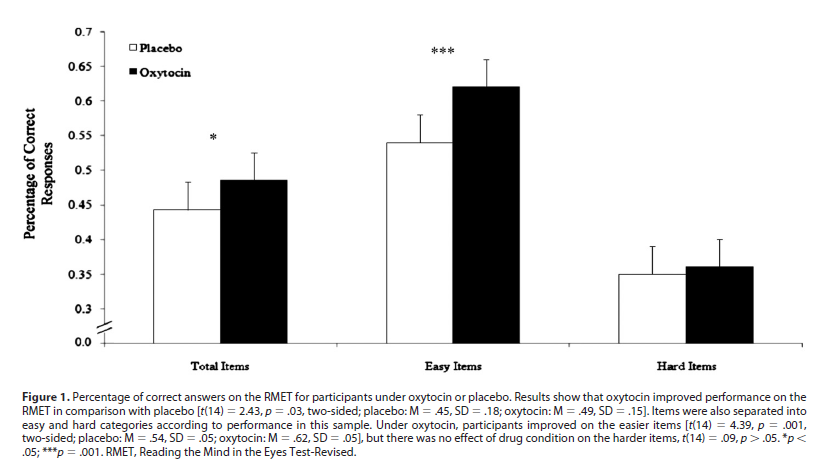 0.7
Placebo
Oxytocin
***
0.65
0.6
0.55
*
0.5
0.45
0.4
0.35
0.3
0.0
Percentage of Correct
Responses
Total Items
Easy Items
Hard Items
Figure 1. Percentage of correct answers on the RMET for participants under oxytocin or placebo. Results show that oxytocin improved performance on the
RMET in comparison with placebo [t(14) = 2.43, p = .03, two-sided; placebo: M = .45, SD = .18; oxytocin: M = .49, SD = .15]. Items were also separated into
easy and hard categories according to performance in this sample. Under oxytocin, participants improved on the easier items [t(14) = 4.39, p = .001,
two-sided; placebo: M = .54, SD = .05; oxytocin: M = .62, SD = .05], but there was no effect of drug condition on the harder items, t(14) = .09, p > .05. *p <
.05; ***p = .001. RMET, Reading the Mind in the Eyes Test-Revised.